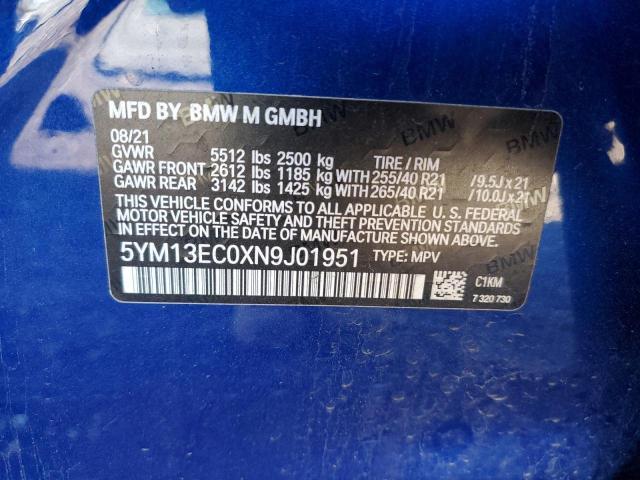 MFD BY BMW M GMBH
08/21
GVWR 5512 lbs 2500 kg TIRE / RIM
GAWR FRONT 2612 lbs 1185 kg WITH 255/40 R21 /9.5J x 21
GAWR REAR 3142 lbs 1425 kg WITH 265/40 R21 /10.0J x 21
THIS VEHICLE CONFORMS TO ALL APPLICABLE U. S. FEDERAL
MOTOR VEHICLE SAFETY AND THEFT PREVENTION STANDARDS
IN EFFECT ON THE DATE OF MANUFACTURE SHOWN ABOVE.
5YM13EC0XN9J01951 TYPE: MPV
C1KM
7 320 730